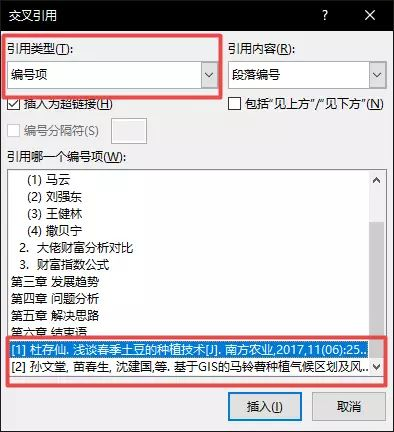 交叉引用
引用类型(T):
引用内容(R):
编号项
段落编号
插入为超链接(H)
包括“见上方”/“见下方”(N)
编号分隔符(S)
引用哪一个编号项(W):
(1) 马云
(2) 刘强东
(3) 王健林
(4) 撒贝宁
2. 大佬财富分析对比
3. 财富指数公式
第三章 发展趋势
第四章 问题分析
第五章 解决思路
第六章 结束语
[1] 杜存仙. 浅谈春季土豆的种植技术[J]. 南方农业,2017,11(06):25..
[2] 孙文堂, 苗春生, 沈建国,等. 基于GIS的马铃薯种植气候区划及风..
插入(I)
取消